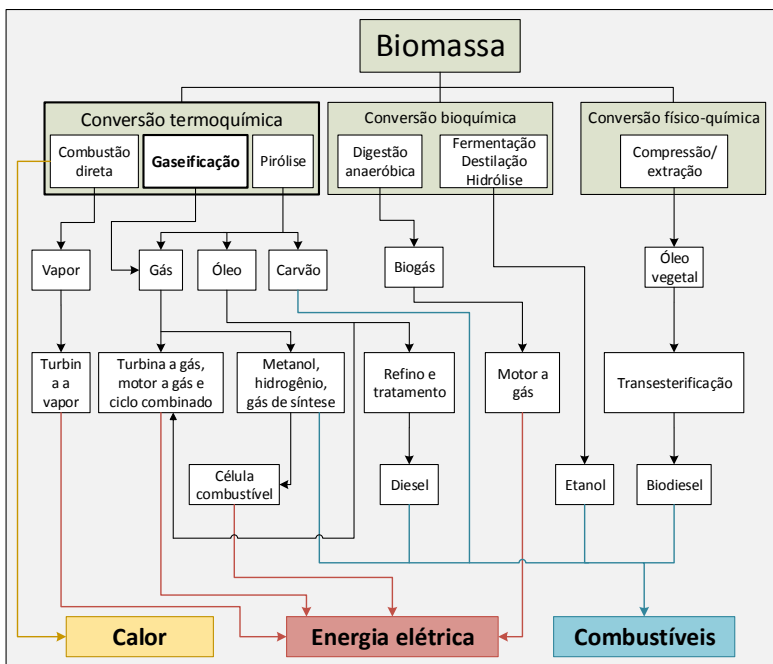 Biomassa
Conversão termoquímica
Conversão bioquímica
Conversão físico-química
Combustão
direta
Gaseificação
Pirólise
Digestão
anaeróbica
Fermentação
Destilação
Hidrólise
Compressão/
extração
Vapor
Gás
Óleo
Carvão
Biogás
Óleo
vegetal
Turbin
a a
vapor
Turbina a gás,
motor a gás e
ciclo combinado
Metanol,
hidrogênio,
gás de síntese
Refino e
tratamento
Motor a
gás
Transesterificação
Célula
combustível
Diesel
Etanol
Biodiesel
Calor
Energia elétrica
Combustíveis